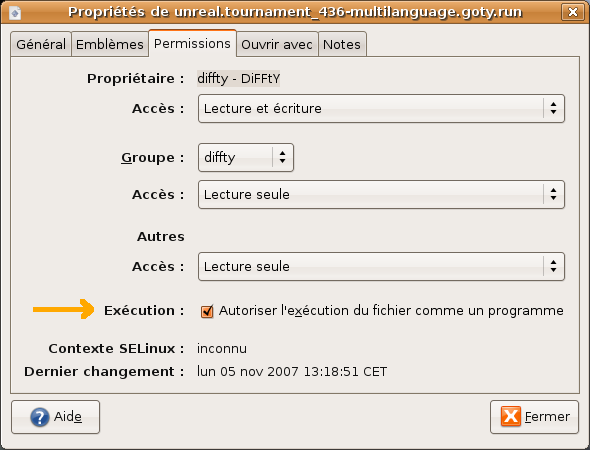 Propriétés de unreal.tournament_436-multilanguage.goty.run
Général Emblèmes Permissions Ouvrir avec Notes
Propriétaire : diffty - DiFFtY
Accès : Lecture et écriture
Groupe : diffty
Accès : Lecture seule
Autres
Accès : Lecture seule
Exécution : Autoriser l'exécution du fichier comme un programme
Contexte SELinux : inconnu
Dernier changement : lun 05 nov 2007 13:18:51 CET
Aide Fermer